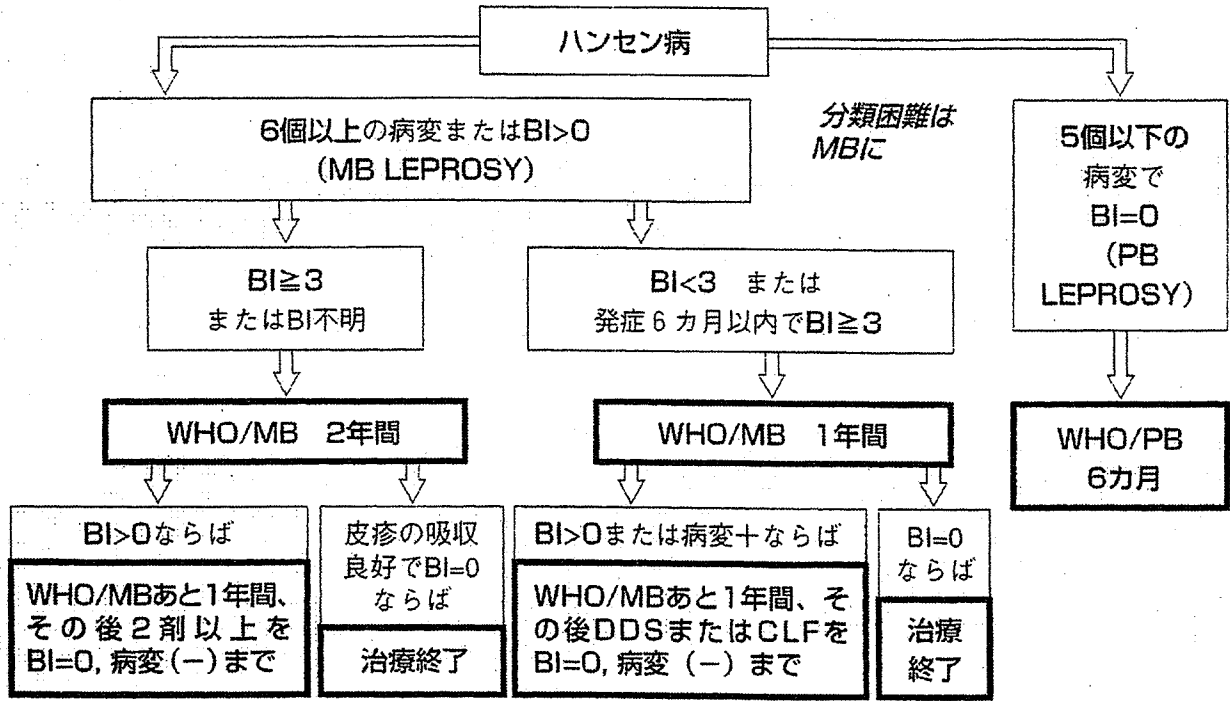 ハンセン病
6個以上の病変またはBI>0
(MB LEPROSY)
分類困難は
MBに
5個以下の
病変で
BI=0
(PB
LEPROSY)
BI≧3
またはBI不明
BI<3 または
発症6カ月以内でBI≧3
WHO/MB 2年間
WHO/MB 1年間
WHO/PB
6カ月
BI>0ならば
WHO/MBあと1年間、
その後2剤以上を
BI=0, 病変(−)まで
皮疹の吸収
良好でBI=0
ならば
治療終了
BI>0または病変+ならば
WHO/MBあと1年間、そ
の後DDSまたはCLFを
BI=0, 病変(−)まで
BI=0
ならば
治療
終了